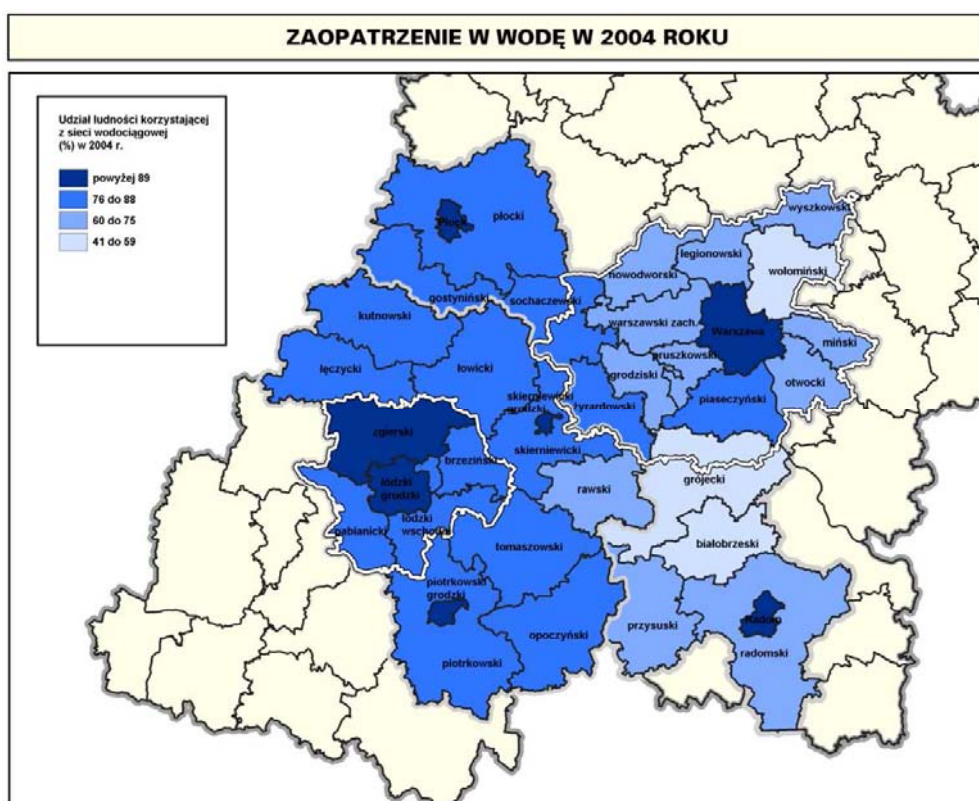 ZAOPATRZENIE W WODĘ W 2004 ROKU
Udział ludności korzystającej
z sieci wodociągowej
(%) w 2004 r.
powyżej 89
76 do 88
60 do 75
41 do 59
Płock
płocki
wyszkowski
legionowski
wołomiński
nowodworski
gostyniński
sochaczewski
kutnowski
warszawski zach.
Warszawa
miński
pruszkowski
łęczycki
łowicki
grodziski
otwocki
skierniewicki
grodzki
żyrardowski
piaseczyński
zgierski
skierniewicki
brzeziński
grójecki
łódzki
grodzki
rawski
pabianicki
łódzki
wschowa
białobrzeski
tomaszowski
piotrkowski
grodzki
Radom
przysuski
opoczyński
radomski
piotrkowski